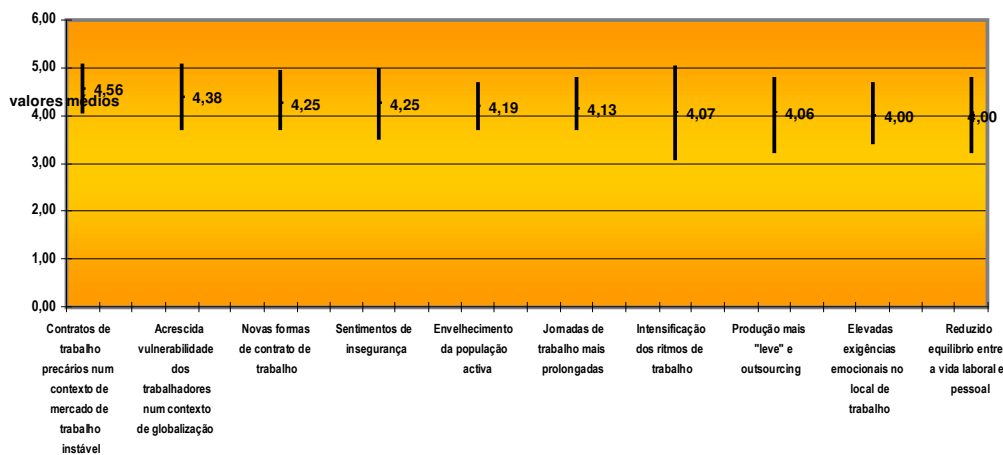 6,00
5,00
valores médios
4,00
3,00
2,00
1,00
0,00
4,56
4,38
4,25
4,25
4,19
4,13
4,07
4,06
4,00
4,00
Contratos de
trabalho
precários num
contexto de
mercado de
trabalho
instável
Acrescida
vulnerabilidade
dos
trabalhadores
num contexto
de globalização
Novas formas
de contrato de
trabalho
Sentimentos de
insegurança
Envelhecimento
da população
activa
Jornadas de
trabalho mais
prolongadas
Intensificação
dos ritmos de
trabalho
Produção mais
"leve" e
outsourcing
Elevadas
exigências
emocionais no
local de
trabalho
Reduzido
equilibrio entre
a vida laboral e
pessoal